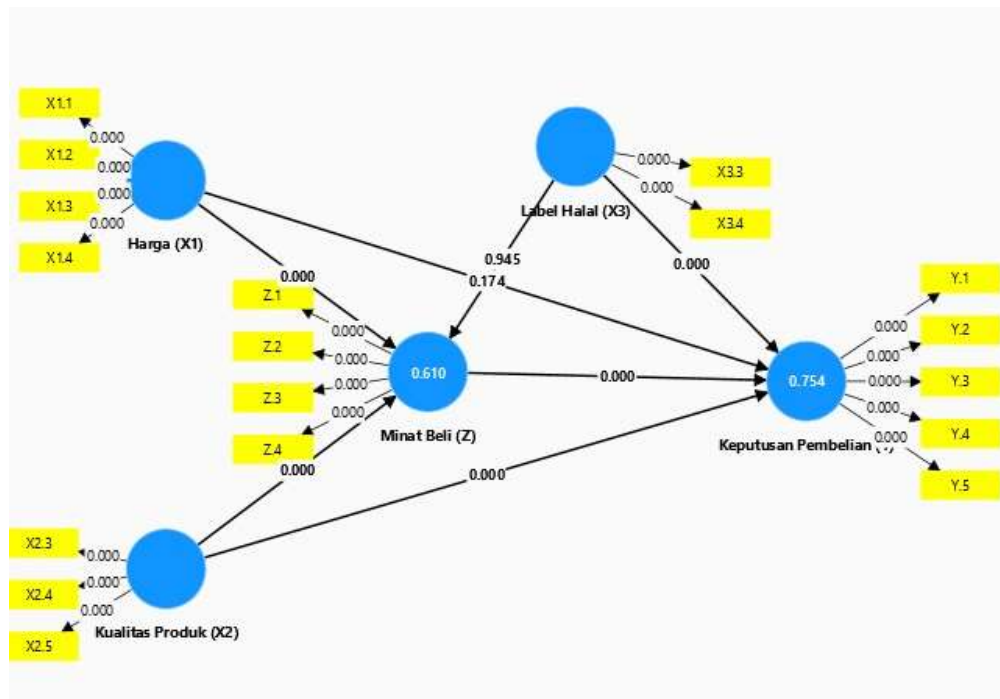 X1.1
0.000
X1.2
0.000
0.000
X1.3
0.000
X1.4
Harga (X1)
Label Halal (X3)
0.000
X3.3
0.000
X3.4
0.945
0.174
0.000
0.000
Z.1
0.000
Z.2
0.000
Z.3
0.000
Z.4
0.000
0.610
Minat Beli (Z)
0.000
0.000
0.000
0.754
Keputusan Pembelian
Y.1
0.000
Y.2
0.000
Y.3
0.000
Y.4
0.000
Y.5
0.000
X2.3
0.000
X2.4
0.000
X2.5
0.000
Kualitas Produk (X2)